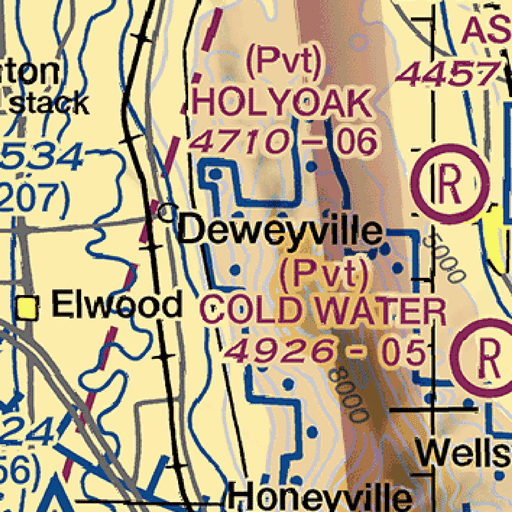 AS
4457
ton
stack
534
207)
(Pvt)
HOLYOAK
4710 - 06
R
Deweyville
5000
Elwood
(Pvt)
COLD WATER
4926 - 05
R
8000
24
56)
Wells
Honeyville